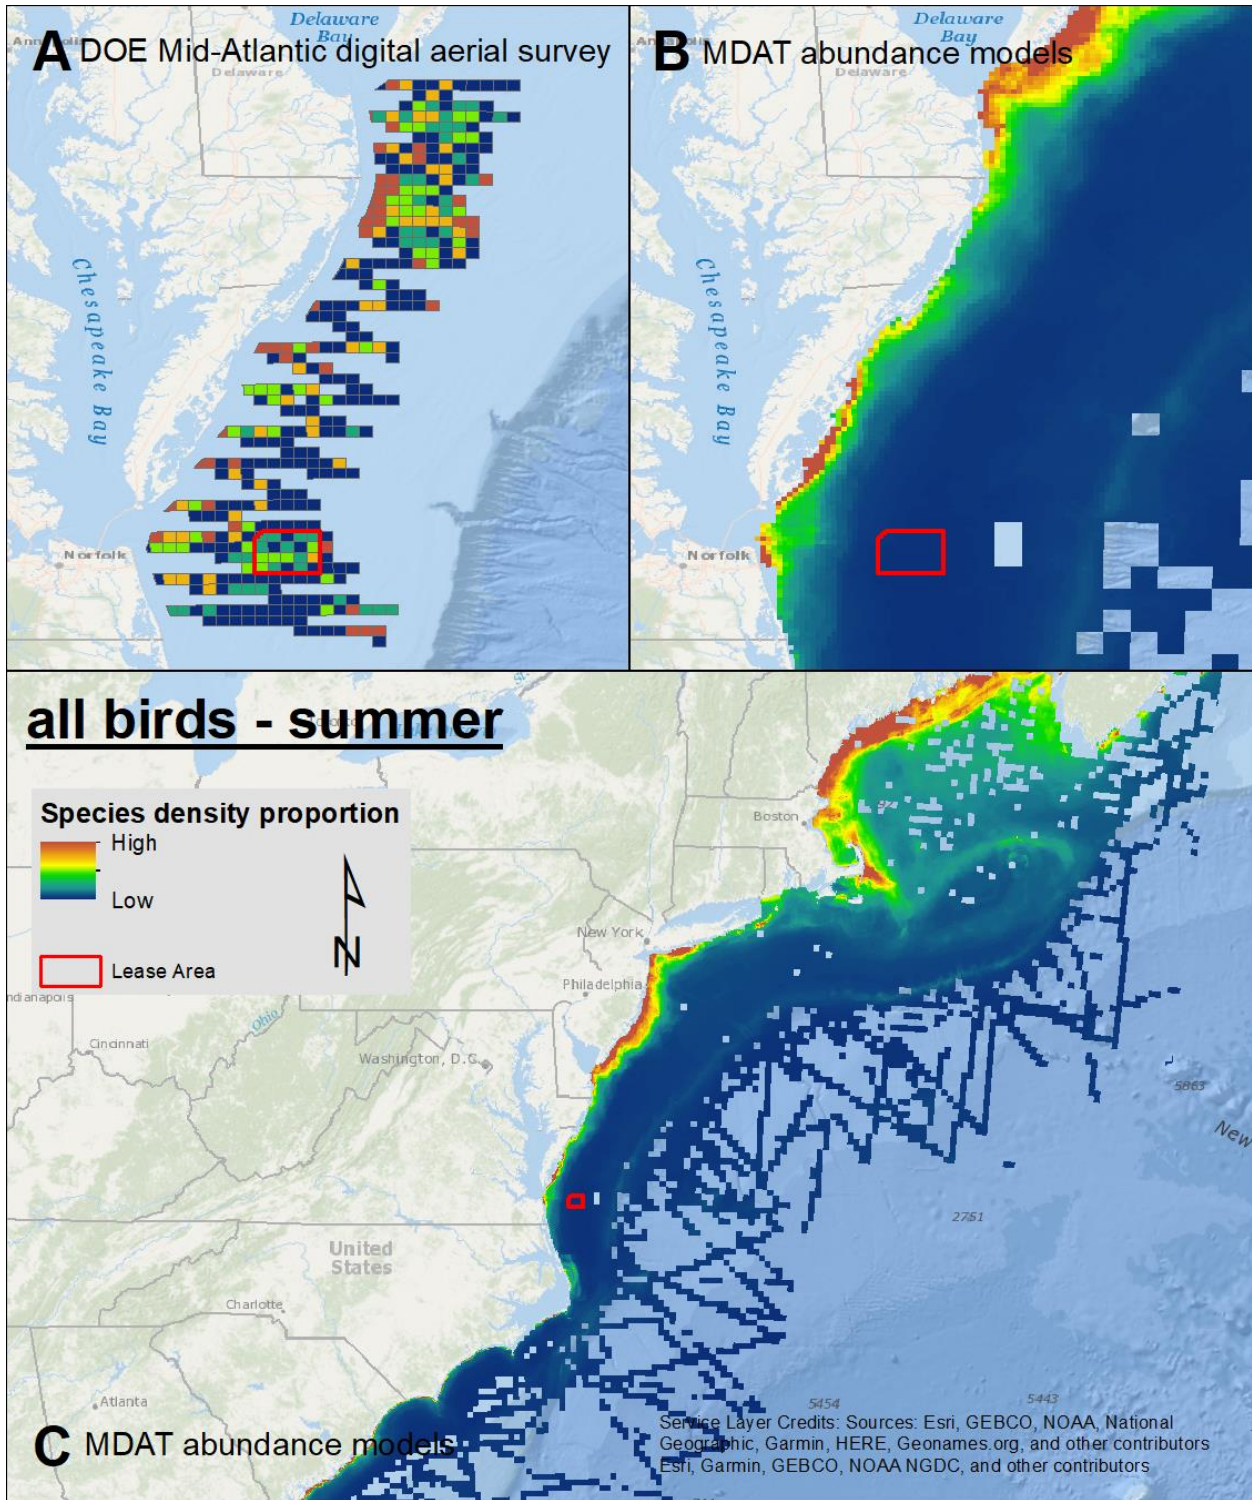 A DOE Mid-Atlantic digital aerial survey
Delaware
Bay
Delaware
Chesapeake Bay
Norfolk
B MDAT abundance models
Delaware
Bay
Delaware
Chesapeake Bay
Norfolk
all birds - summer
Species density proportion
High
Low
N
Lease Area
Boston
New York
Philadelphia
Indianapolis
Cincinnati
Ohio
Washington, D.C.
5863
New
2751
United
States
Charlotte
Atlanta
5454
5443
C MDAT abundance models
Service Layer Credits: Sources: Esri, GEBCO, NOAA, National
Geographic, Garmin, HERE, Geonames.org, and other contributors
Esri, Garmin, GEBCO, NOAA NGDC, and other contributors